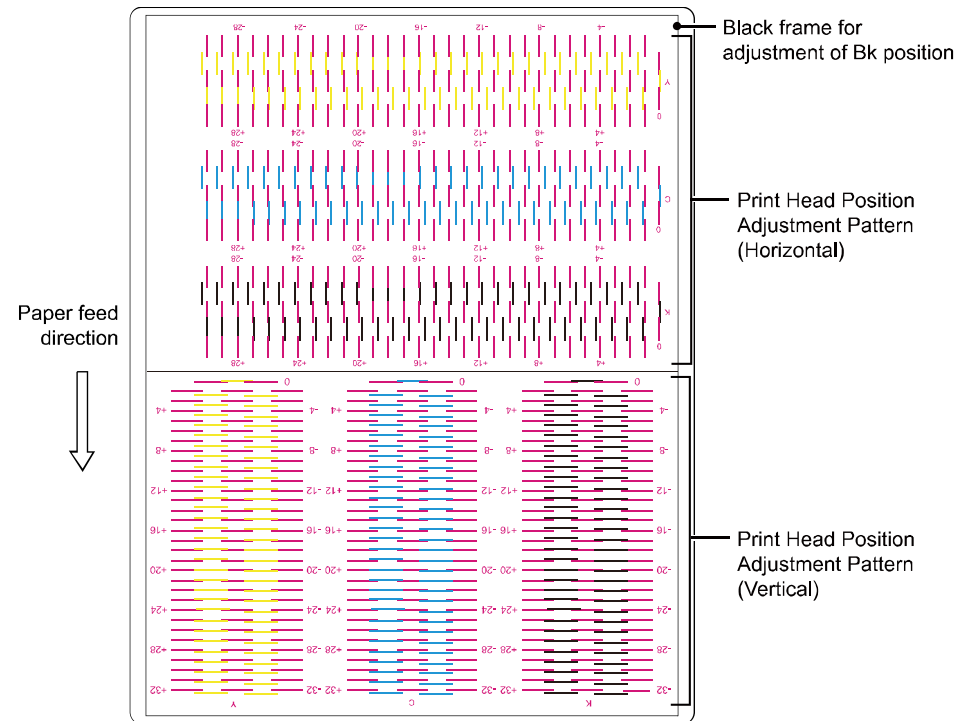 -28 -24 -20 -16 -12 -8 -4
Black frame for
adjustment of Bk position
Y
0
+28 +24 +20 +16 +12 +8 +4
-28 -24 -20 -16 -12 -8 -4
C
0
+28 +24 +20 +16 +12 +8 +4
Print Head Position
Adjustment Pattern
(Horizontal)
-28 -24 -20 -16 -12 -8 -4
K
0
+28 +24 +20 +16 +12 +8 +4
Paper feed
direction
0 0 0
+4 -4 +4 -4 +4 -4
+8 -8 +8 -8 +8 -8
+12 -12 +12 -12 +12 -12
+16 -16 +16 -16 +16 -16
+20 -20 +20 -20 +20 -20
+24 -24 +24 -24 +24 -24
+28 -28 +28 -28 +28 -28
+32 -32 +32 -32 +32 -32
Y C K
Print Head Position
Adjustment Pattern
(Vertical)